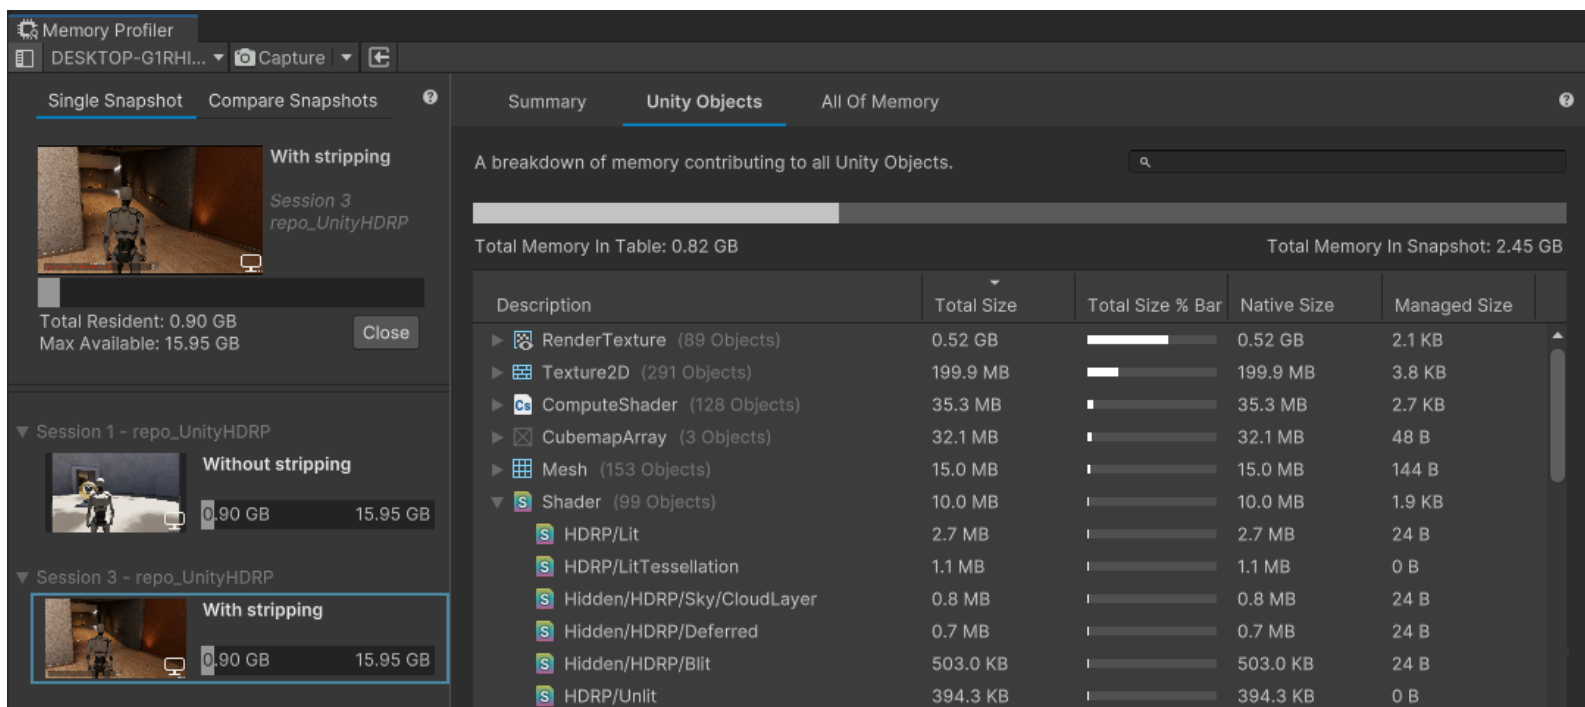 Memory Profiler
DESKTOP-G1RHI... Capture
Single Snapshot Compare Snapshots
With stripping
Session 3
repo_UnityHDRP
Total Resident: 0.90 GB
Max Available: 15.95 GB
Close
Session 1 - repo_UnityHDRP
Without stripping
0.90 GB 15.95 GB
Session 3 - repo_UnityHDRP
With stripping
0.90 GB 15.95 GB
Summary Unity Objects All Of Memory
A breakdown of memory contributing to all Unity Objects.
Total Memory In Table: 0.82 GB Total Memory In Snapshot: 2.45 GB
Description Total Size Total Size % Bar Native Size Managed Size
RenderTexture (89 Objects) 0.52 GB 0.52 GB 2.1 KB
Texture2D (291 Objects) 199.9 MB 199.9 MB 3.8 KB
Cs ComputeShader (128 Objects) 35.3 MB 35.3 MB 2.7 KB
CubemapArray (3 Objects) 32.1 MB 32.1 MB 48 B
Mesh (153 Objects) 15.0 MB 15.0 MB 144 B
S Shader (99 Objects) 10.0 MB 10.0 MB 1.9 KB
S HDRP/Lit 2.7 MB 2.7 MB 24 B
S HDRP/LitTessellation 1.1 MB 1.1 MB 0 B
S Hidden/HDRP/Sky/CloudLayer 0.8 MB 0.8 MB 24 B
S Hidden/HDRP/Deferred 0.7 MB 0.7 MB 24 B
S Hidden/HDRP/Blit 503.0 KB 503.0 KB 24 B
S HDRP/Unlit 394.3 KB 394.3 KB 0 B